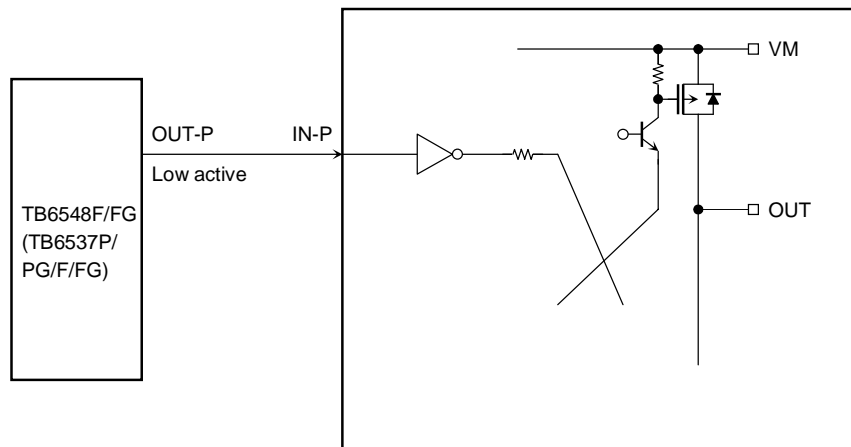 VM
OUT-P
IN-P
Low active
TB6548F/FG
(TB6537P/
PG/F/FG)
OUT